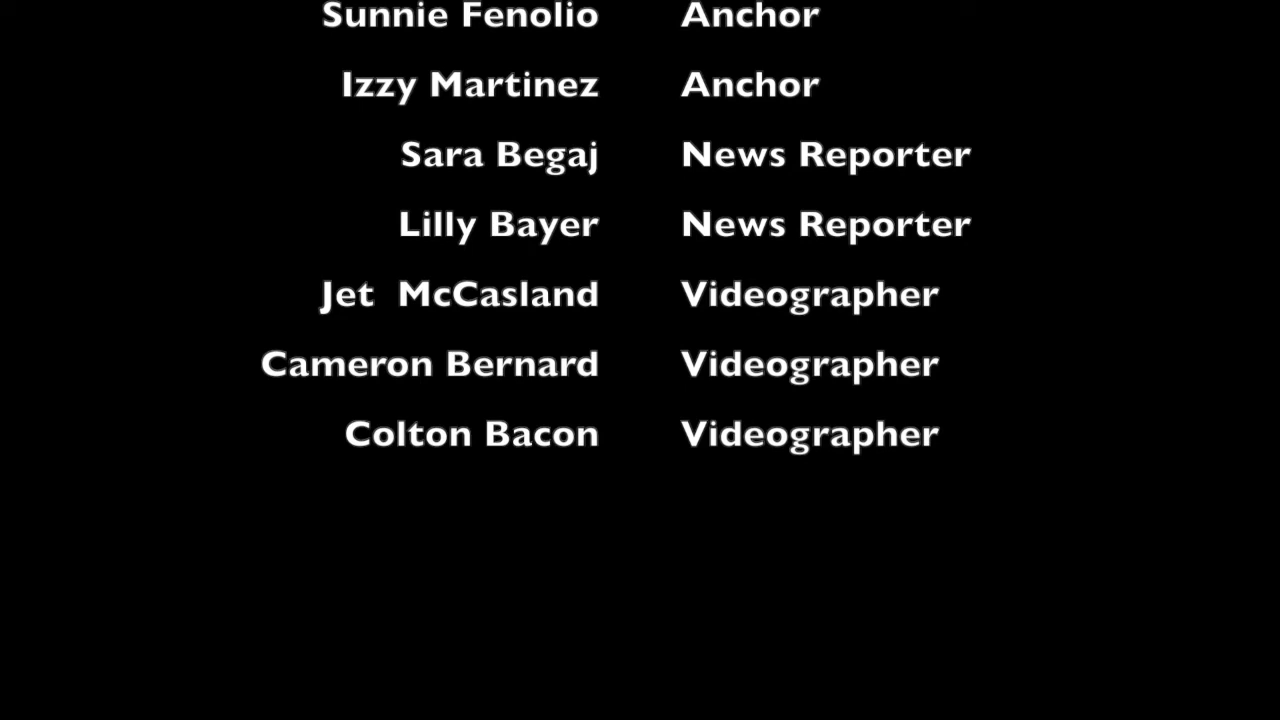 Sunnie Fenolio Anchor
Izzy Martinez Anchor
Sara Begaj News Reporter
Lilly Bayer News Reporter
Jet  McCasland Videographer
Cameron Bernard Videographer
Colton Bacon Videographer